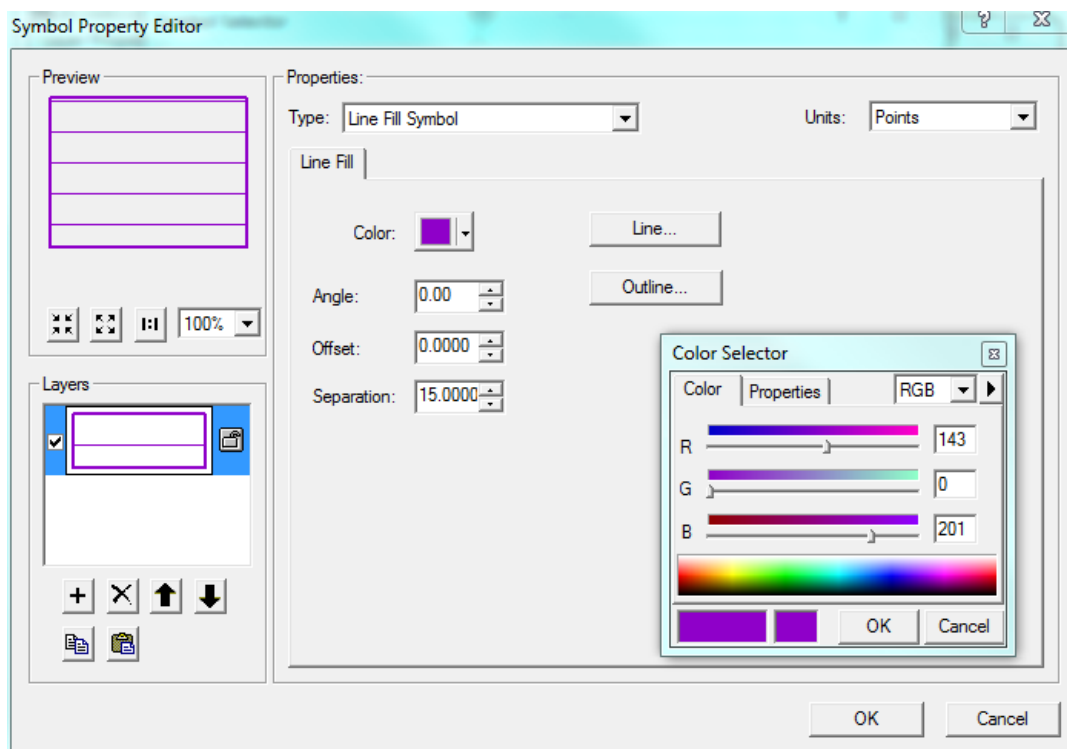 Symbol Property Editor
Preview
100%
Layers
Properties:
Type: Line Fill Symbol
Units: Points
Line Fill
Color:
Line...
Angle: 0.00
Outline...
Offset: 0.0000
Separation: 15.0000
Color Selector
Color Properties RGB
R 143
G 0
B 201
OK Cancel
OK Cancel